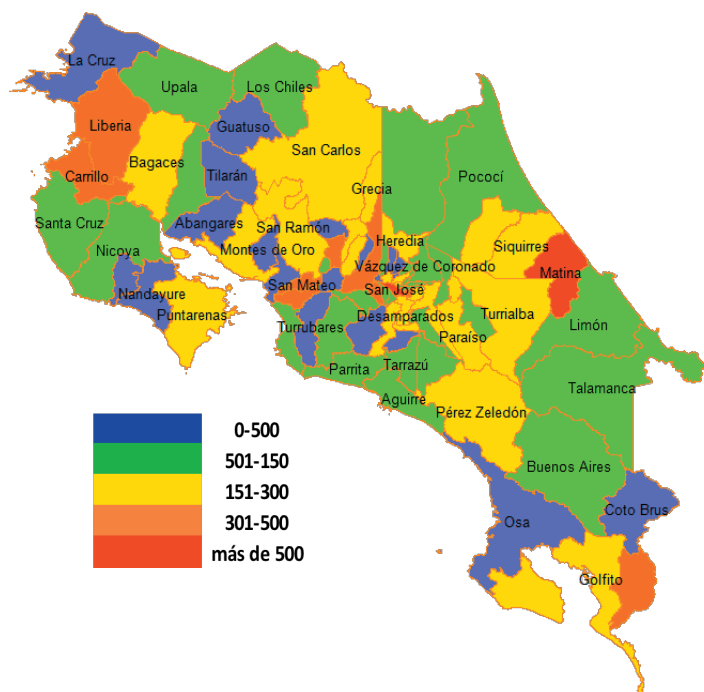 La Cruz
Upala
Los Chiles
Liberia
Guatuso
Bagaces
San Carlos
Carrillo
Tilarán
Grecia
Pococí
Santa Cruz
Abangares
San Ramón
Nicoya
Montes de Oro
Heredia
Siquirres
Vázquez de Coronado
Matina
Nandayure
San Mateo
San José
Puntarenas
Turrubares
Desamparados
Turrialba
Limón
Paraíso
Parrita
Tarrazú
Talamanca
Aguirre
Pérez Zeledón
Buenos Aires
Osa
Coto Brus
Golfito
0-500
501-150
151-300
301-500
más de 500